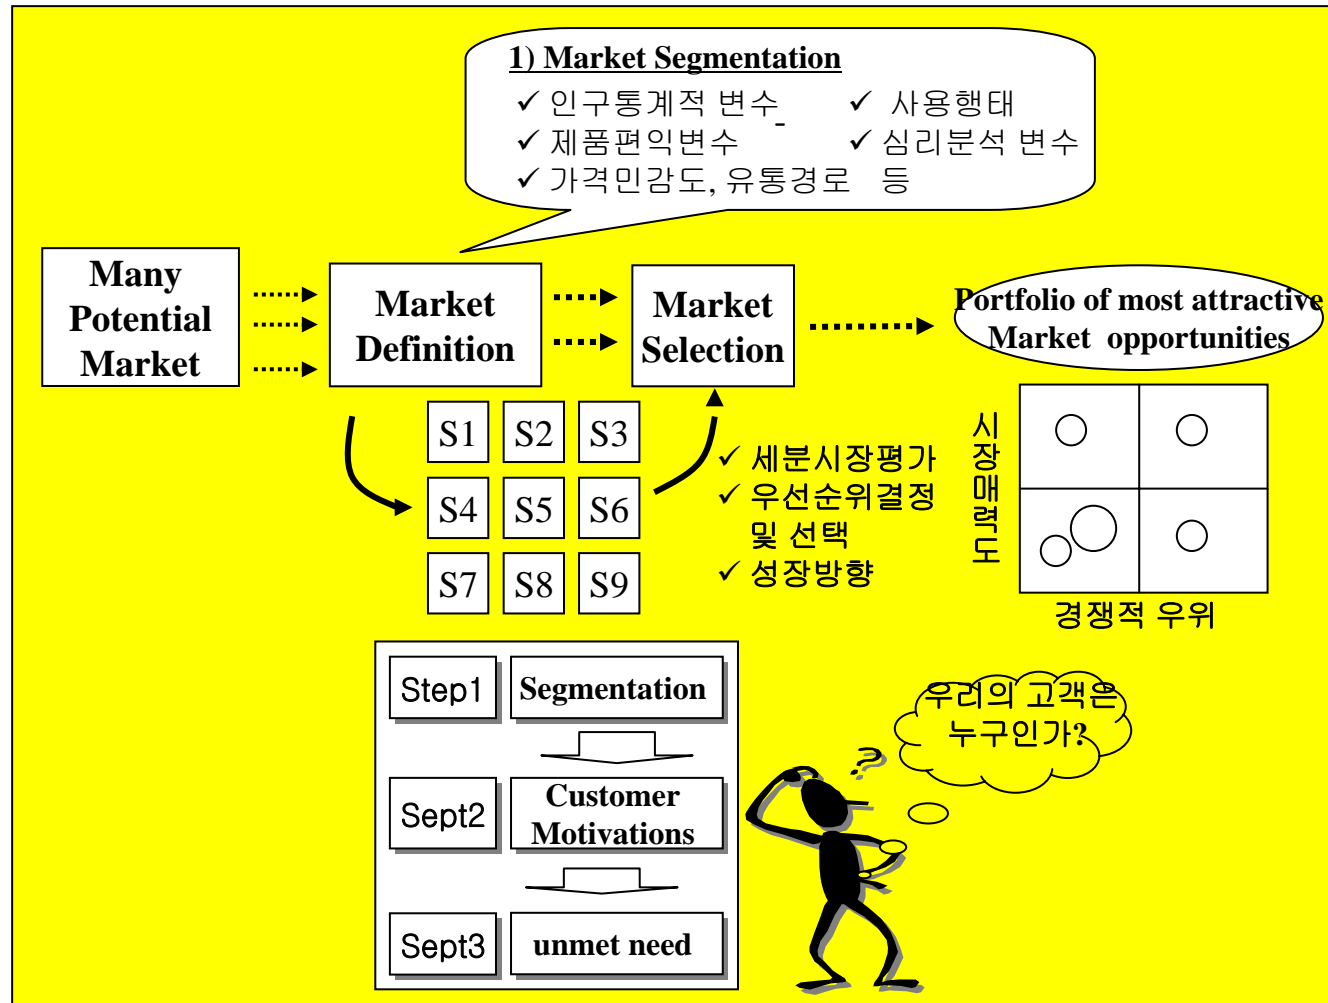 1) Market Segmentation
✓ 인구통계적 변수 ✓ 사용행태
-
✓ 제품편익변수 ✓ 심리분석 변수
✓ 가격민감도, 유통경로 등
Many
Potential
Market
Market
Definition
Market
Selection
Portfolio of most attractive
Market opportunities
S1 S2 S3
S4 S5 S6
S7 S8 S9
✓ 세분시장평가
✓ 우선순위결정
및 선택
✓ 성장방향
시장매력도
경쟁적 우위
Step1 Segmentation
Sept2 Customer
Motivations
Sept3 unmet need
우리의 고객은
누구인가?
?